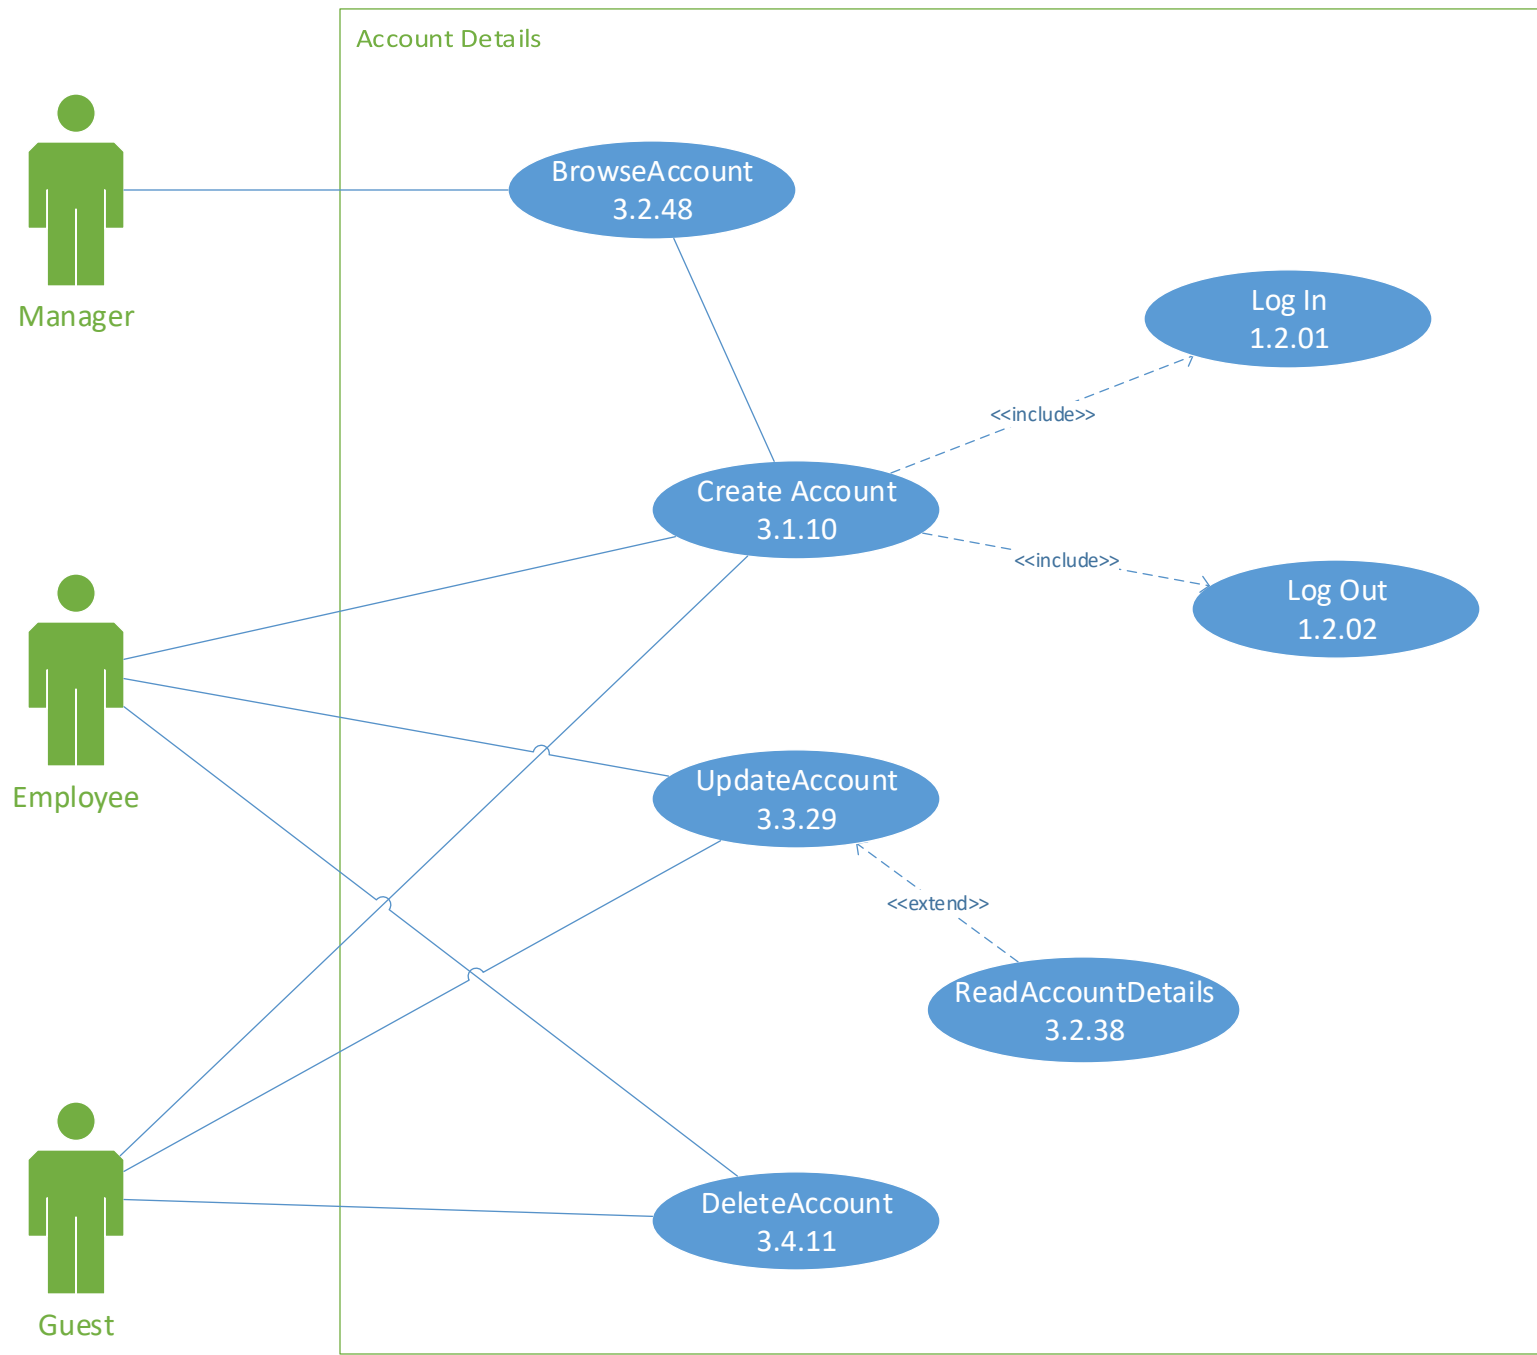 Account Details
BrowseAccount
3.2.48
Manager
Log In
1.2.01
<<include>>
Create Account
3.1.10
<<include>>
Log Out
1.2.02
Employee
UpdateAccount
3.3.29
<<extend>>
ReadAccountDetails
3.2.38
DeleteAccount
3.4.11
Guest